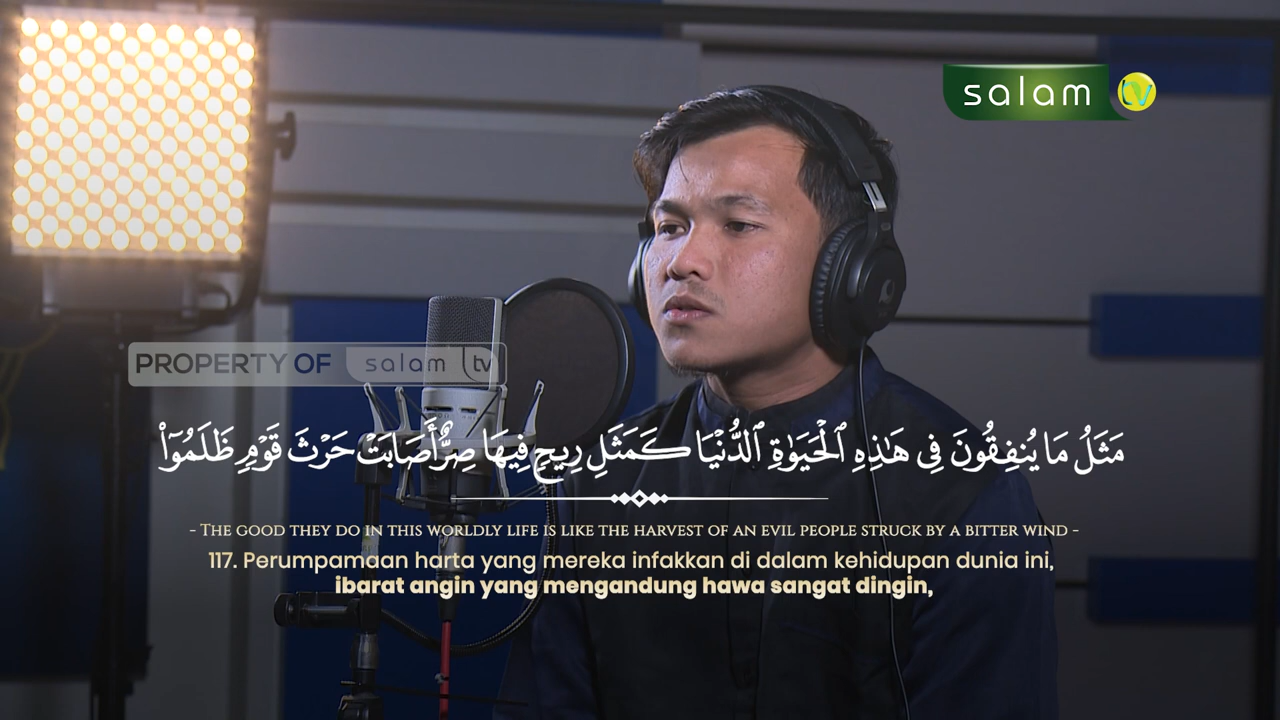 salam tv
PROPERTY OF salam tv
مَثَلُ مَا يُنْفِقُونَ فِى هَٰذِهِ ٱلْحَيَوٰةِ ٱلدُّنْيَا كَمَثَلِ رِيحٍ فِيهَا صِرٌّ أَصَابَتْ حَرْثَ قَوْمٍ ظَلَمُوٓا۟
- THE GOOD THEY DO IN THIS WORLDLY LIFE IS LIKE THE HARVEST OF AN EVIL PEOPLE STRUCK BY A BITTER WIND -
117. Perumpamaan harta yang mereka infakkan di dalam kehidupan dunia ini,
ibarat angin yang mengandung hawa sangat dingin,